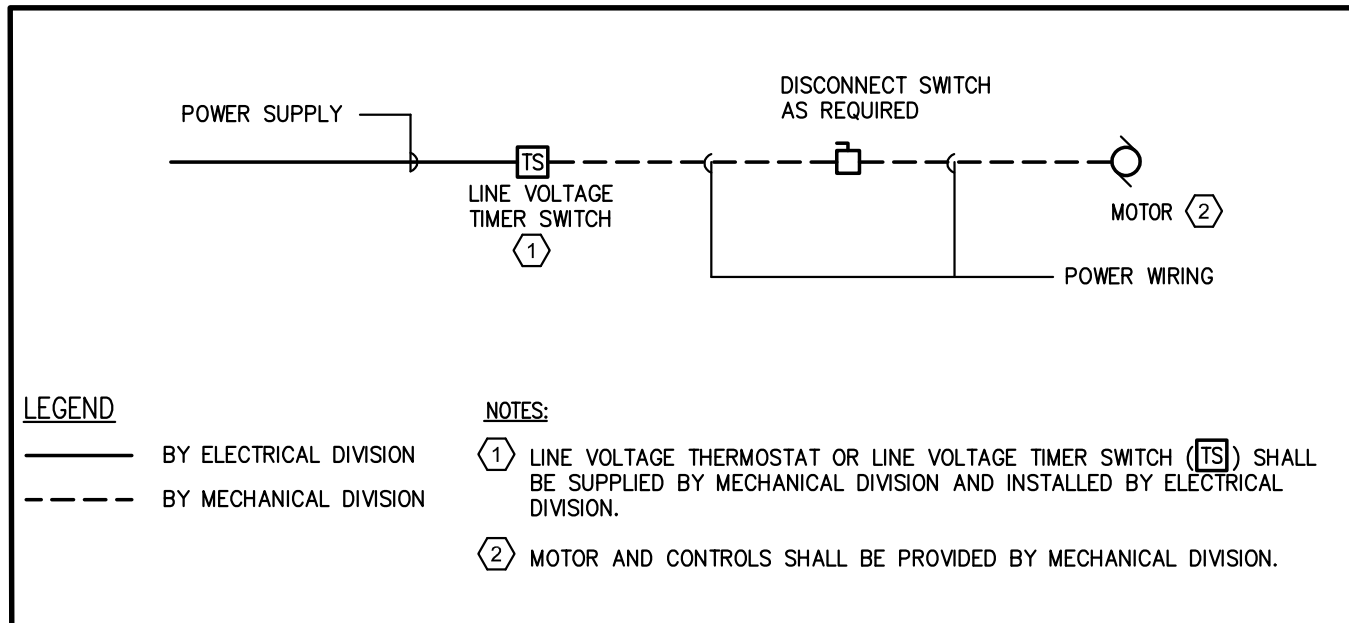 POWER SUPPLY
DISCONNECT SWITCH
AS REQUIRED
TS
LINE VOLTAGE
TIMER SWITCH
1
MOTOR 2
POWER WIRING
LEGEND
BY ELECTRICAL DIVISION
BY MECHANICAL DIVISION
NOTES:
1 LINE VOLTAGE THERMOSTAT OR LINE VOLTAGE TIMER SWITCH (TS) SHALL
BE SUPPLIED BY MECHANICAL DIVISION AND INSTALLED BY ELECTRICAL
DIVISION.
2 MOTOR AND CONTROLS SHALL BE PROVIDED BY MECHANICAL DIVISION.